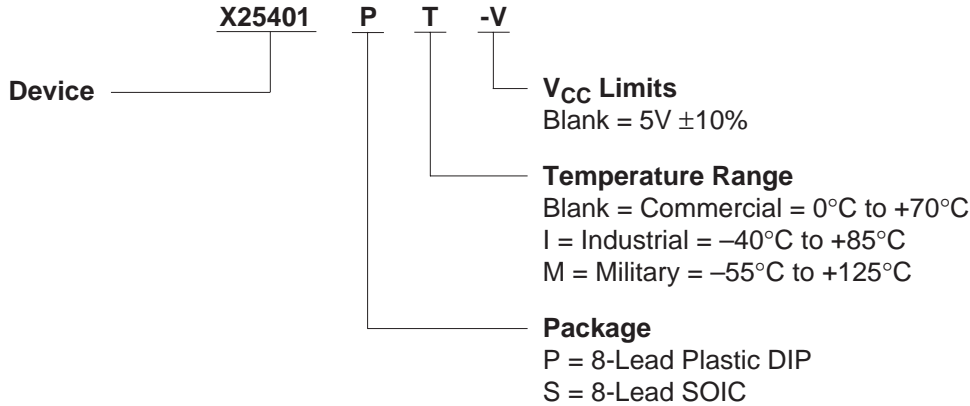 X25401 P T -V
Device
VCC Limits
Blank = 5V ±10%
Temperature Range
Blank = Commercial = 0°C to +70°C
I = Industrial = –40°C to +85°C
M = Military = –55°C to +125°C
Package
P = 8-Lead Plastic DIP
S = 8-Lead SOIC